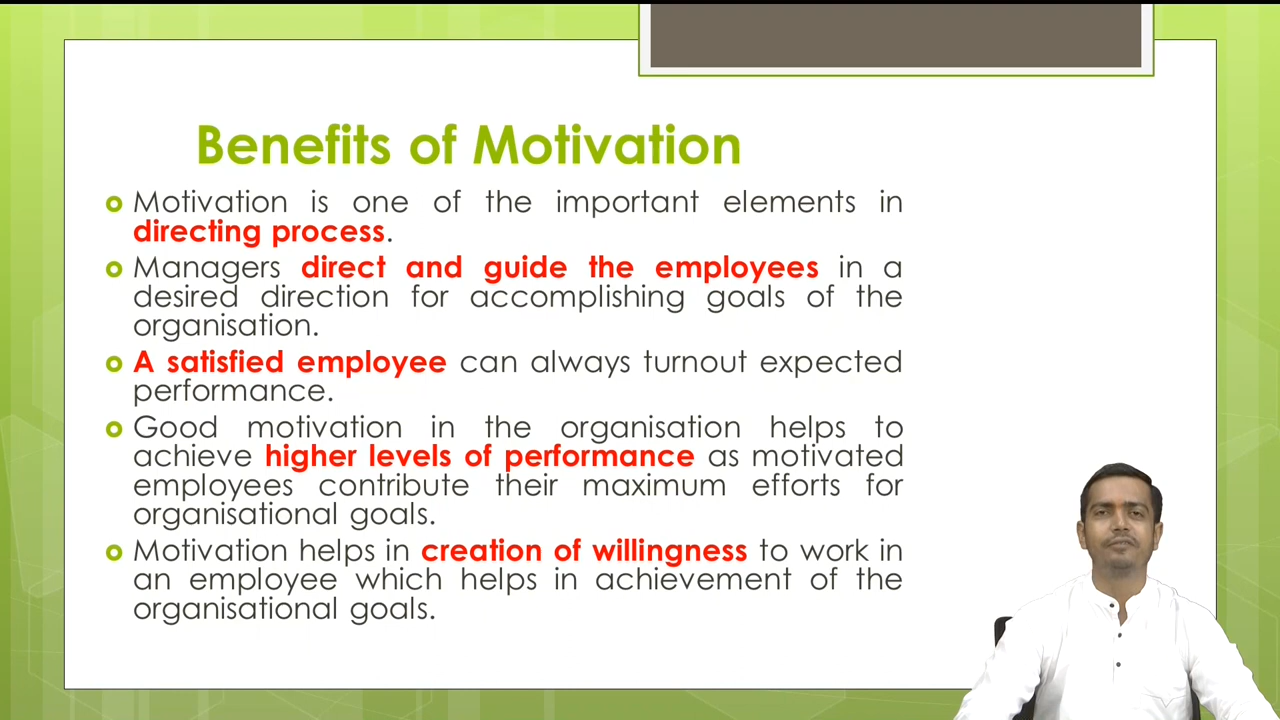 Benefits of Motivation
Motivation is one of the important elements in
directing process.
Managers direct and guide the employees in a
desired direction for accomplishing goals of the
organisation.
A satisfied employee can always turnout expected
performance.
Good motivation in the organisation helps to
achieve higher levels of performance as motivated
employees contribute their maximum efforts for
organisational goals.
Motivation helps in creation of willingness to work in
an employee which helps in achievement of the
organisational goals.